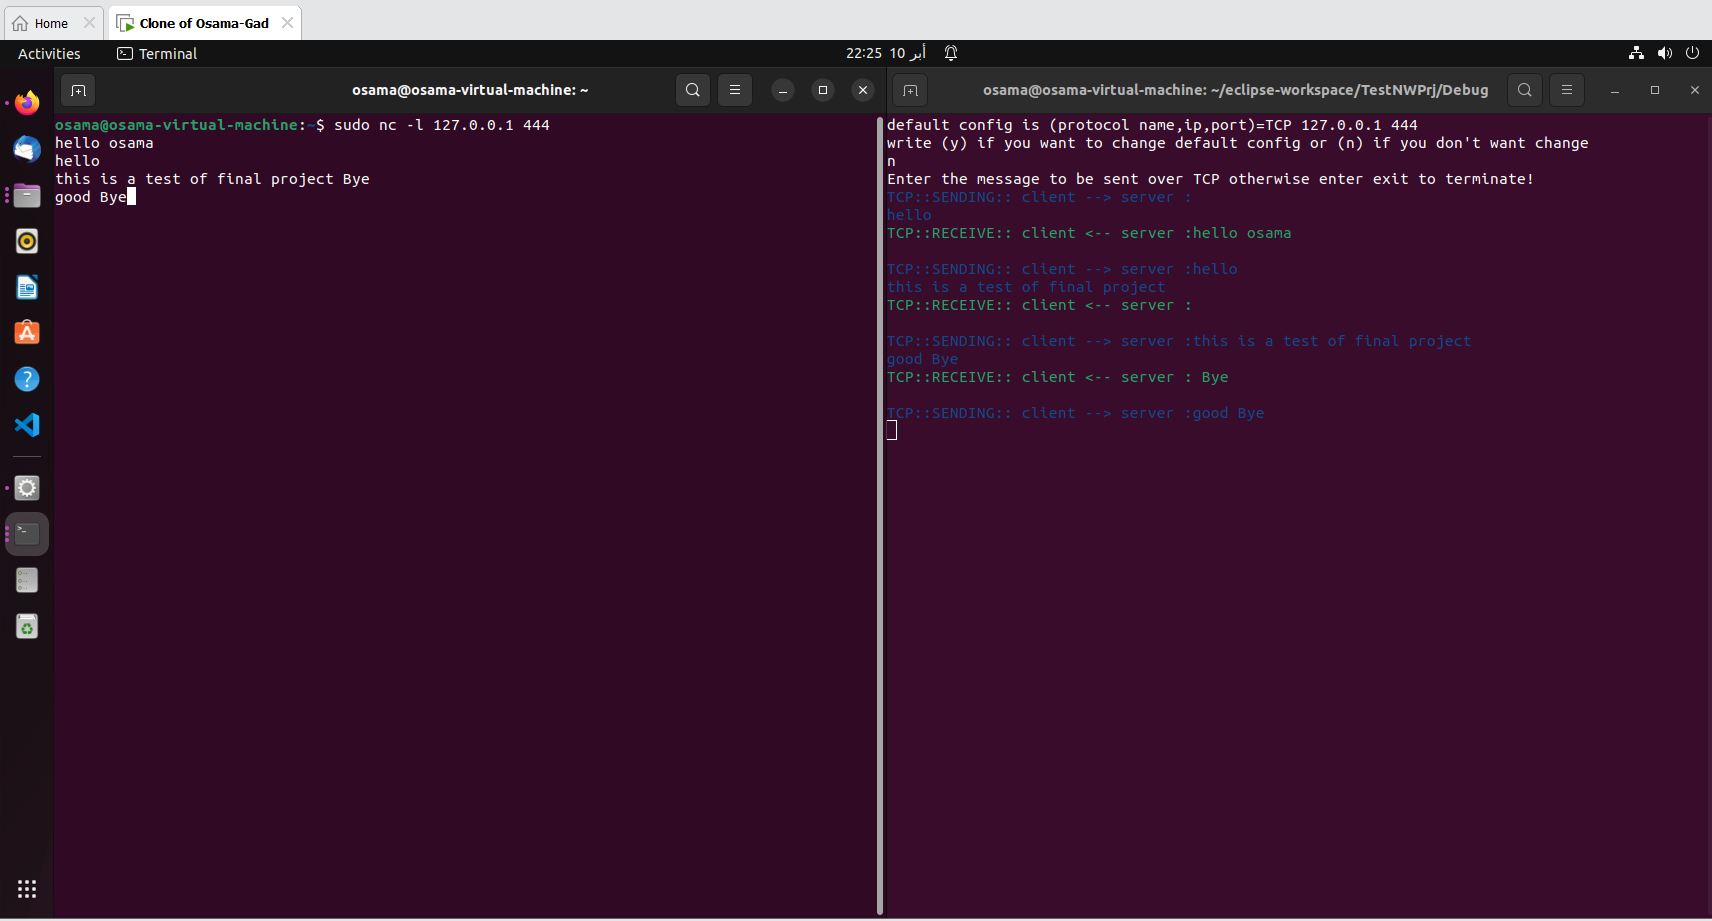 Home
Clone of Osama-Gad
Activities
Terminal
22:25 10 أبر
osama@osama-virtual-machine: ~
osama@osama-virtual-machine:~$ sudo nc -l 127.0.0.1 444
hello osama
hello
this is a test of final project Bye
good Bye
osama@osama-virtual-machine: ~/eclipse-workspace/TestNWPrj/Debug
default config is (protocol name,ip,port)=TCP 127.0.0.1 444
write (y) if you want to change default config or (n) if you don't want change
n
Enter the message to be sent over TCP otherwise enter exit to terminate!
TCP::SENDING:: client --> server :
hello
TCP::RECEIVE:: client <-- server :hello osama
TCP::SENDING:: client --> server :hello
this is a test of final project
TCP::RECEIVE:: client <-- server :
TCP::SENDING:: client --> server :this is a test of final project
good Bye
TCP::RECEIVE:: client <-- server : Bye
TCP::SENDING:: client --> server :good Bye